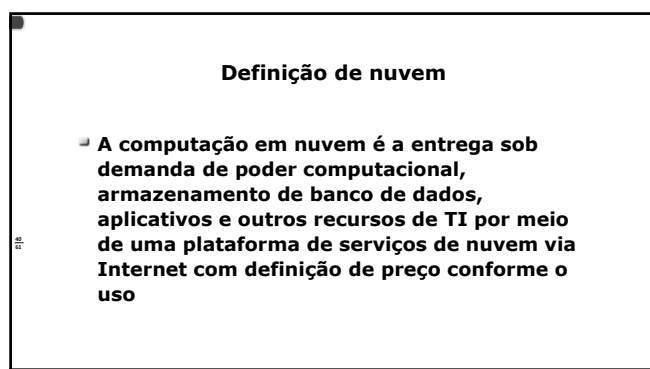 Definição de nuvem
A computação em nuvem é a entrega sob
demanda de poder computacional,
armazenamento de banco de dados,
aplicativos e outros recursos de TI por meio
de uma plataforma de serviços de nuvem via
Internet com definição de preço conforme o
uso
40
61